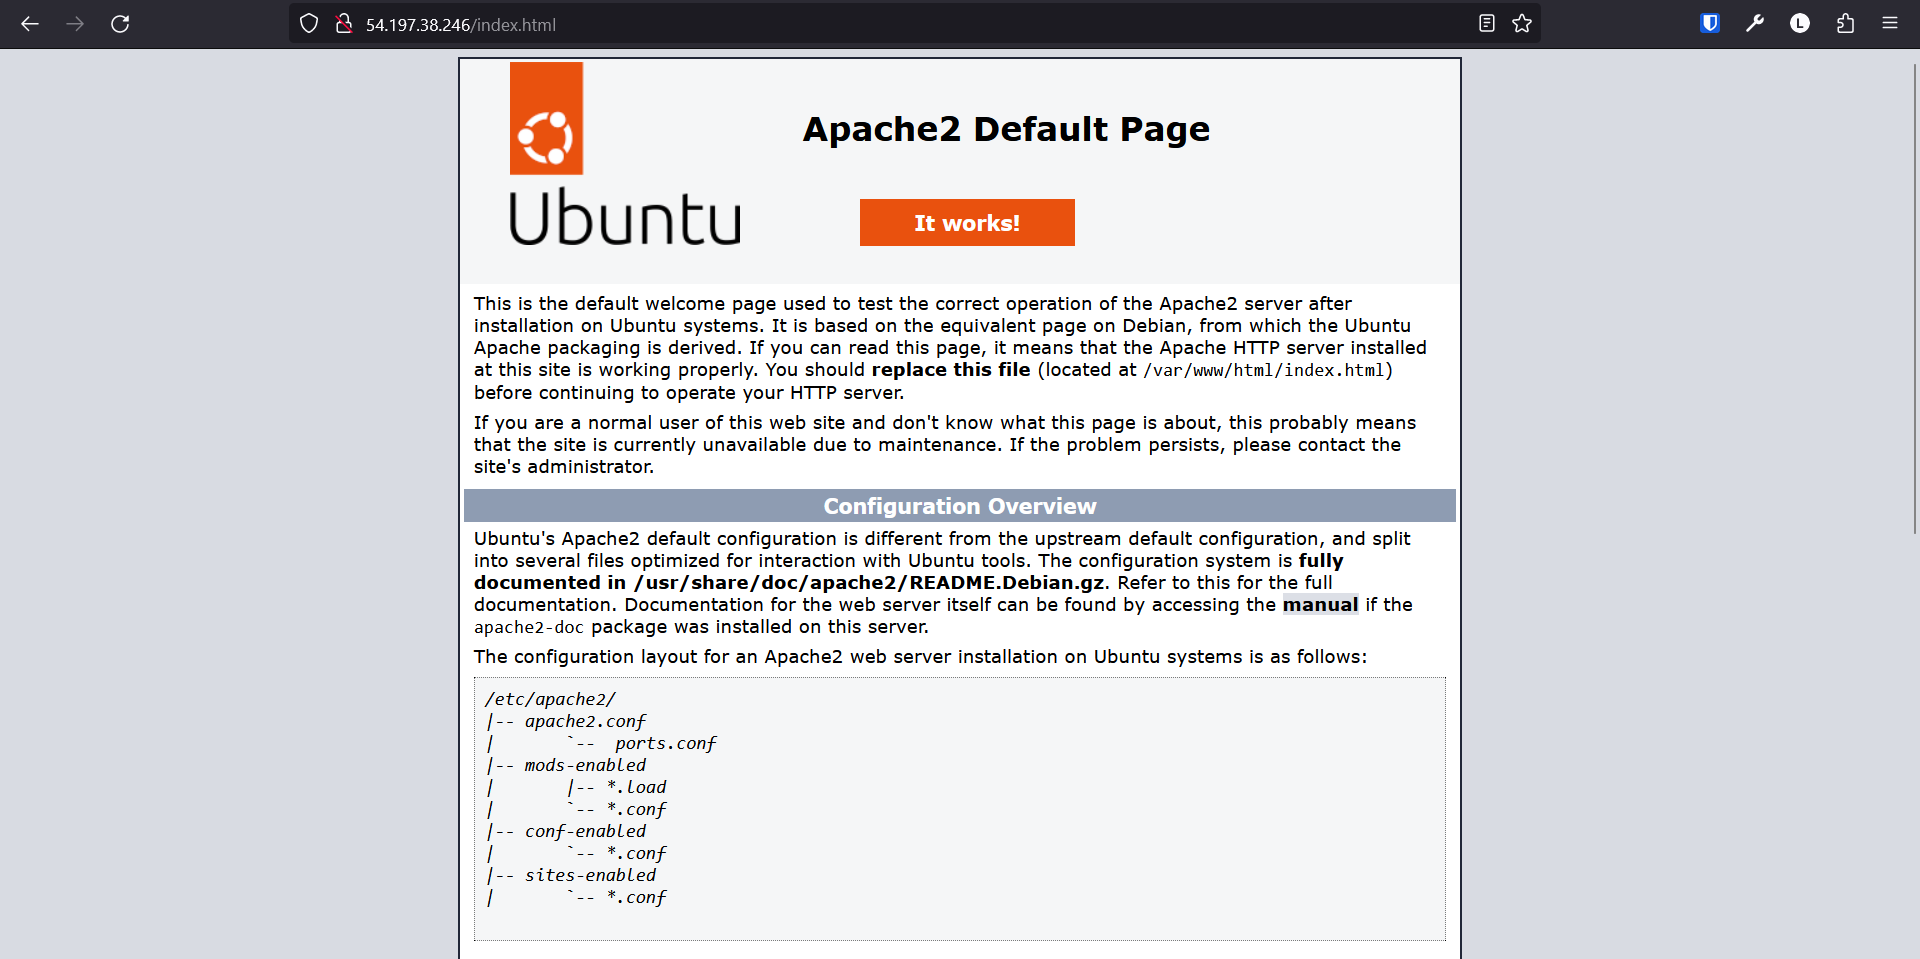 54.197.38.246/index.html
L
Ubuntu
Apache2 Default Page
It works!
This is the default welcome page used to test the correct operation of the Apache2 server after
installation on Ubuntu systems. It is based on the equivalent page on Debian, from which the Ubuntu
Apache packaging is derived. If you can read this page, it means that the Apache HTTP server installed
at this site is working properly. You should replace this file (located at /var/www/html/index.html)
before continuing to operate your HTTP server.
If you are a normal user of this web site and don't know what this page is about, this probably means
that the site is currently unavailable due to maintenance. If the problem persists, please contact the
site's administrator.
Configuration Overview
Ubuntu's Apache2 default configuration is different from the upstream default configuration, and split
into several files optimized for interaction with Ubuntu tools. The configuration system is fully
documented in /usr/share/doc/apache2/README.Debian.gz. Refer to this for the full
documentation. Documentation for the web server itself can be found by accessing the manual if the
apache2-doc package was installed on this server.
The configuration layout for an Apache2 web server installation on Ubuntu systems is as follows:
/etc/apache2/
|-- apache2.conf
|       `--  ports.conf
|-- mods-enabled
|       |-- *.load
|       `-- *.conf
|-- conf-enabled
|       `-- *.conf
|-- sites-enabled
|       `-- *.conf